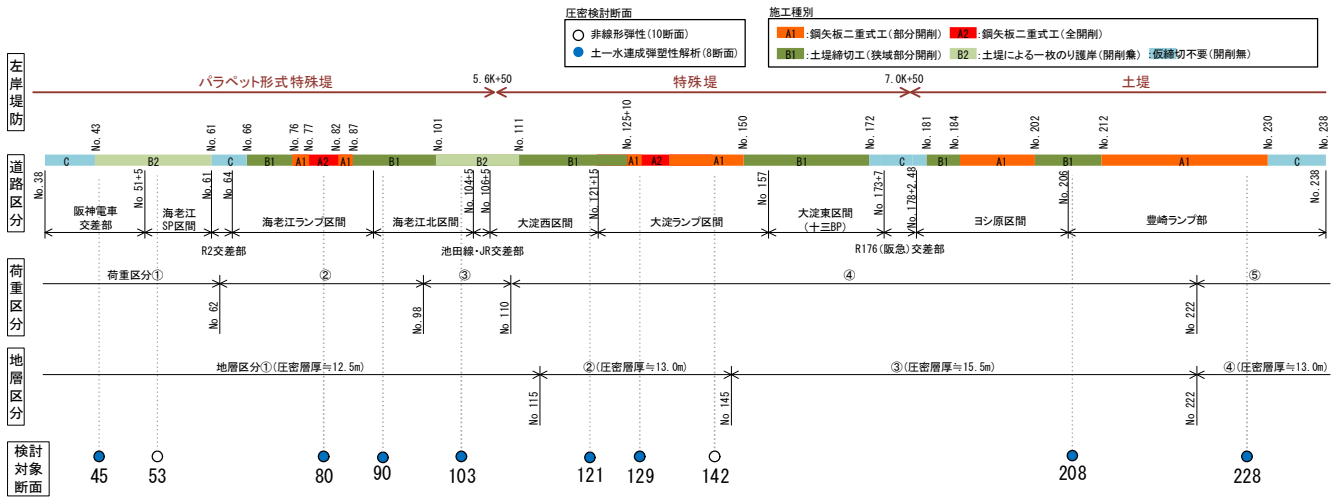 圧密検討断面
非線形弾性(10断面)
土ー水連成弾塑性解析(8断面)
施工種別
A1 :鋼矢板二重式工(部分開削)
A2 :鋼矢板二重式工(全開削)
B1 :土堤締切工(狭域部分開削)
B2 :土堤による一枚のり護岸(開削無)
C :仮締切不要(開削無)
左岸堤防
パラペット形式特殊堤
5.6K+50
特殊堤
7.0K+50
土堤
No. 43
No. 61
No. 66
No. 76
No. 77
No. 82
No. 87
No. 101
No. 111
No. 125+10
No. 150
No. 172
No. 181
No. 184
No. 202
No. 212
No. 230
No. 238
道路区分
C B2 C B1 A1 A2 A1 B1 B2 B1 A1 A2 A1 B1 C B1 A1 B1 A1 C
No. 38
No. 51+5
No. 61
No. 64
No. 104+5
No. 106+5
No. 121+15
No 157
No. 173+7
No. 178+2.48
No. 206
No. 238
阪神電車
交差部
海老江
SP区間
R2交差部
海老江ランプ区間
海老江北区間
池田線・JR交差部
大淀西区間
大淀ランプ区間
大淀東区間
(十三BP)
R176(阪急)交差部
ヨシ原区間
豊崎ランプ部
荷重区分
荷重区分①
②
③
④
⑤
No 62
No. 98
No. 110
No 222
地層区分
地層区分①(圧密層厚≒12.5m)
②(圧密層厚≒13.0m)
③(圧密層厚≒15.5m)
④(圧密層厚≒13.0m)
No 115
No 145
No 222
検討
対象
断面
45
53
80
90
103
121
129
142
208
228